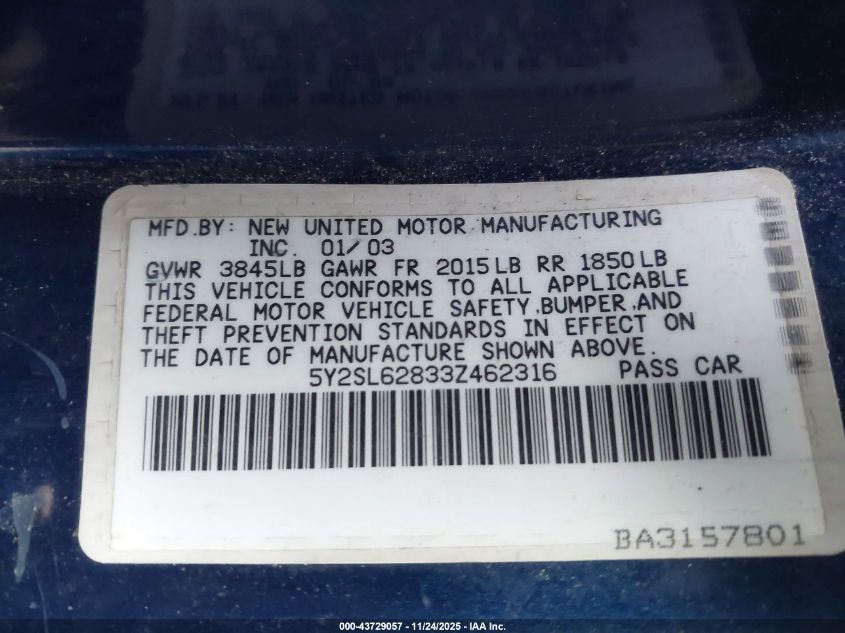 MFD.BY: NEW UNITED MOTOR MANUFACTURING
INC. 01/03
GVWR 3845LB GAWR FR 2015LB RR 1850LB
THIS VEHICLE CONFORMS TO ALL APPLICABLE
FEDERAL MOTOR VEHICLE SAFETY,BUMPER,AND
THEFT PREVENTION STANDARDS IN EFFECT ON
THE DATE OF MANUFACTURE SHOWN ABOVE.
5Y2SL62833Z462316 PASS CAR
BA3157801
000-43729057 - 11/24/2025 - IAA Inc.